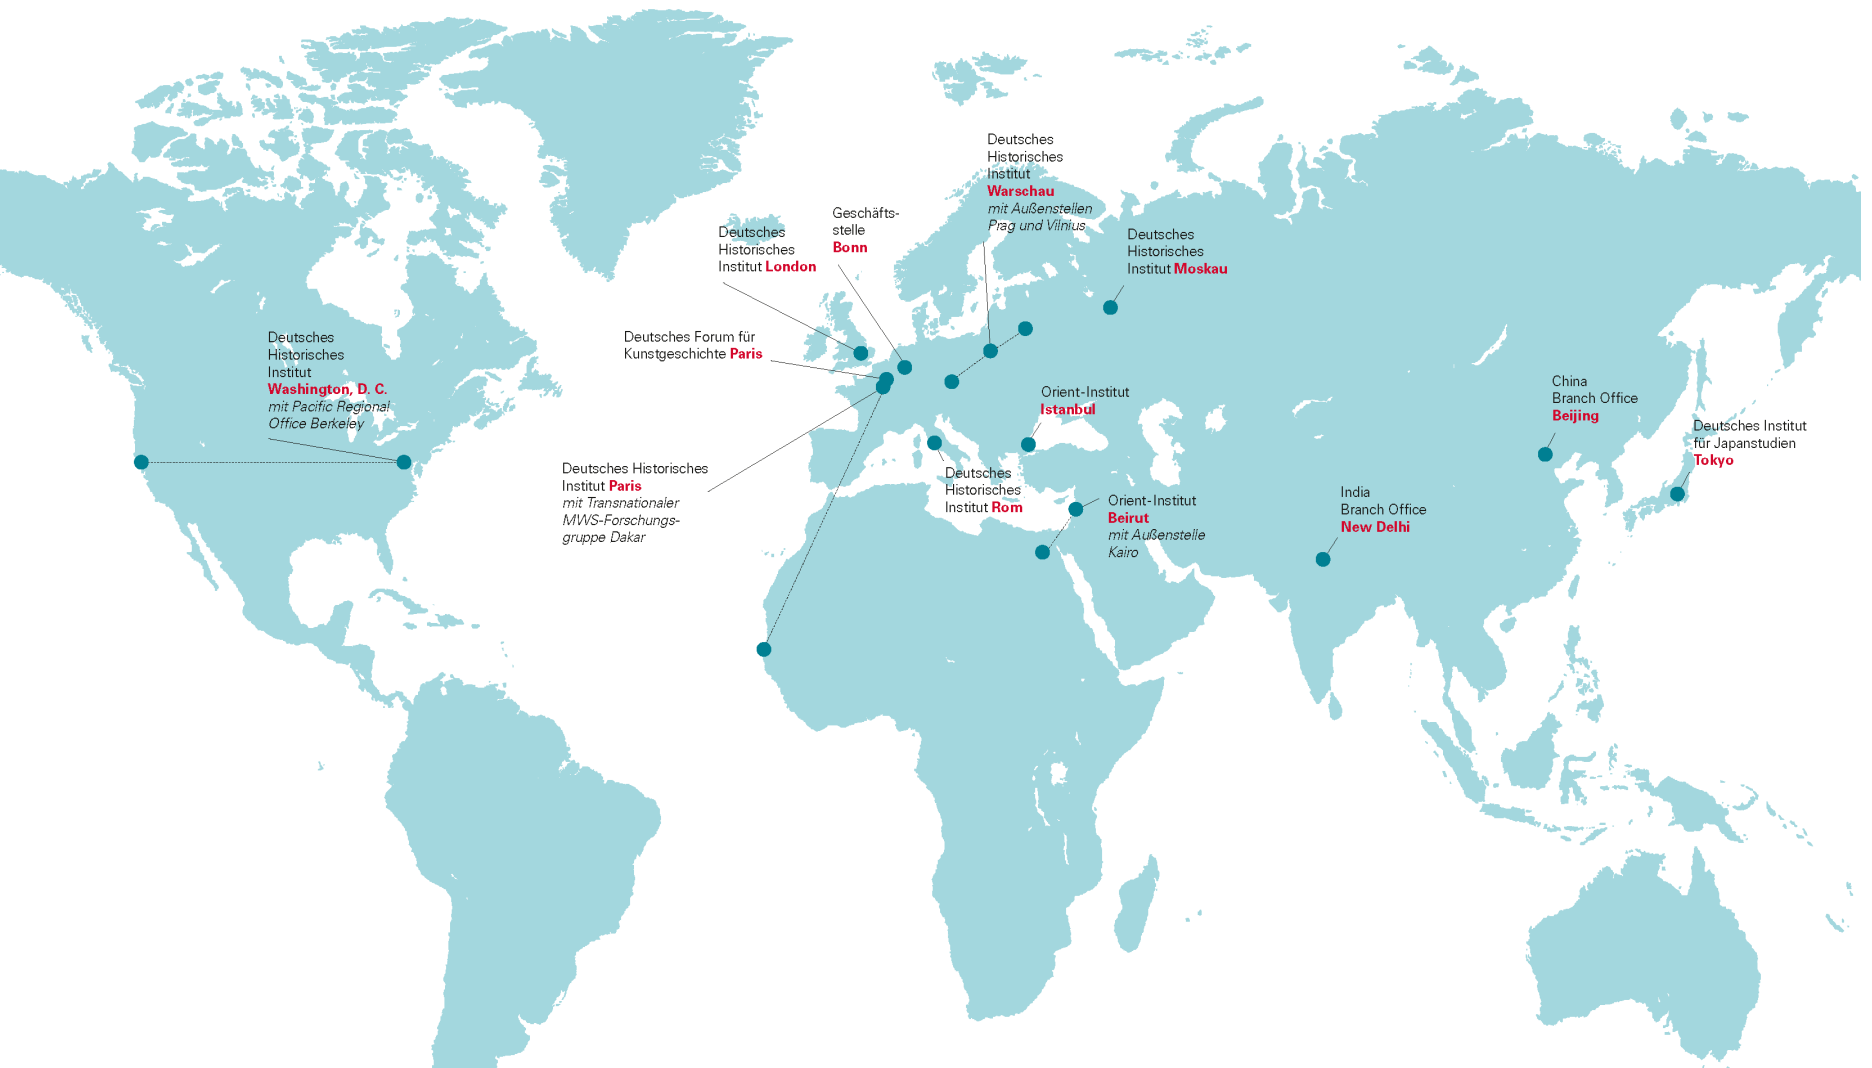 Deutsches
Historisches
Institut
Warschau
mit Außenstellen
Prag und Vilnius
Geschäfts-
stelle
Bonn
Deutsches
Historisches
Institut London
Deutsches
Historisches
Institut Moskau
Deutsches
Historisches
Institut
Washington, D. C.
mit Pacific Regional
Office Berkeley
Deutsches Forum für
Kunstgeschichte Paris
Orient-Institut
Istanbul
China
Branch Office
Beijing
Deutsches Institut
für Japanstudien
Tokyo
Deutsches Historisches
Institut Paris
mit Transnationaler
MWS-Forschungs-
gruppe Dakar
Deutsches
Historisches
Institut Rom
Orient-Institut
Beirut
mit Außenstelle
Kairo
India
Branch Office
New Delhi